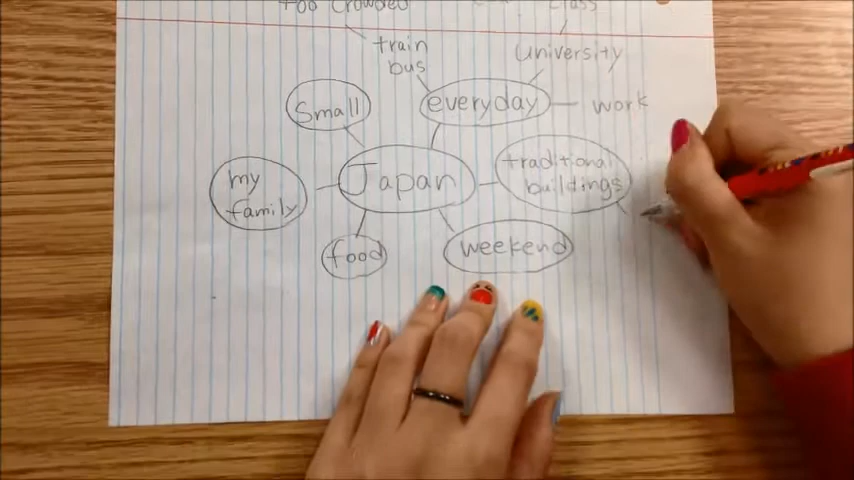 too Crowded
class
train
bus
university
small
everyday
work
my
family
Japan
traditional
buildings
food
weekend